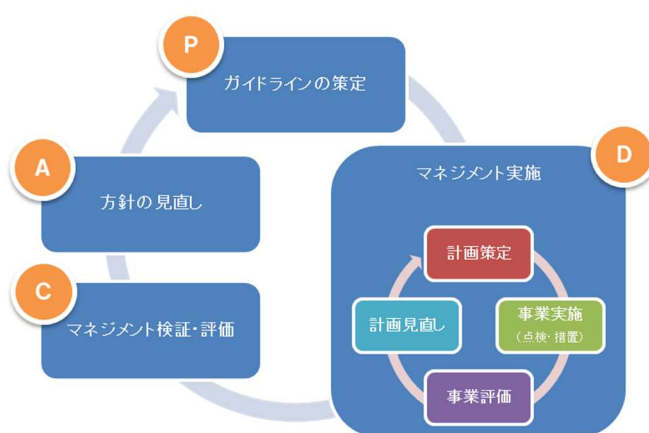 P
ガイドラインの策定
D
マネジメント実施
計画策定
事業実施
（点検・措置）
事業評価
計画見直し
C
マネジメント検証・評価
A
方針の見直し